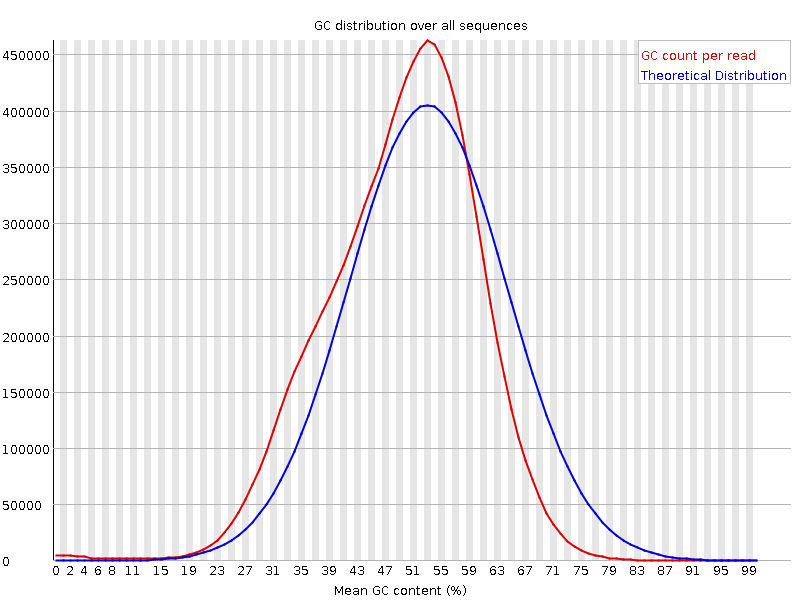 GC distribution over all sequences
GC count per read
Theoretical Distribution
450000
400000
350000
300000
250000
200000
150000
100000
50000
0
0 2 4 6 8 11 15 19 23 27 31 35 39 43 47 51 55 59 63 67 71 75 79 83 87 91 95 99
Mean GC content (%)